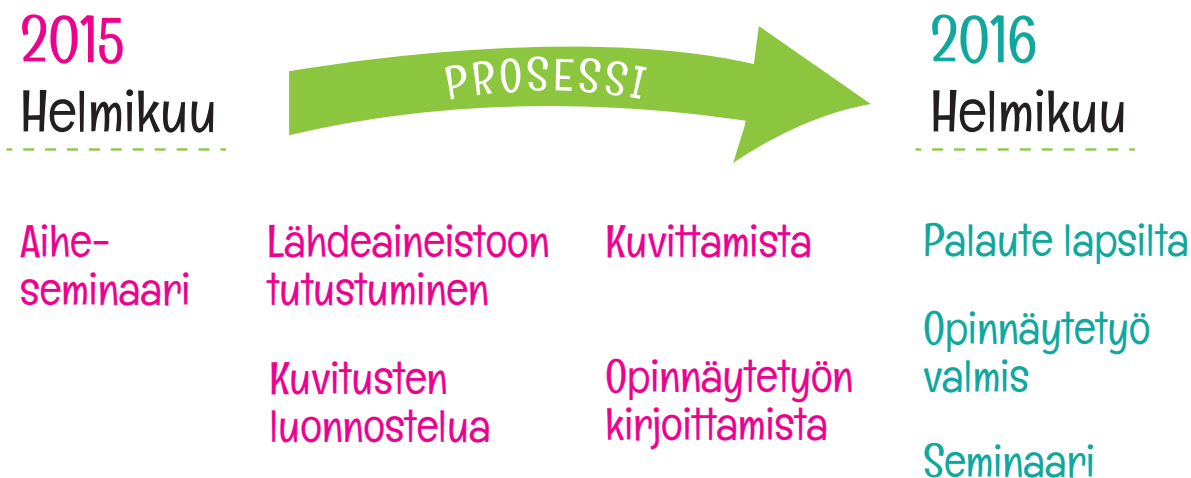 2015
Helmikuu
PROSESSI
2016
Helmikuu
Aihe-
seminaari
Lähdeaineistoon
tutustuminen
Kuvitusten
luonnostelua
Kuvittamista
Opinnäytetyön
kirjoittamista
Palaute lapsilta
Opinnäytetyö
valmis
Seminaari